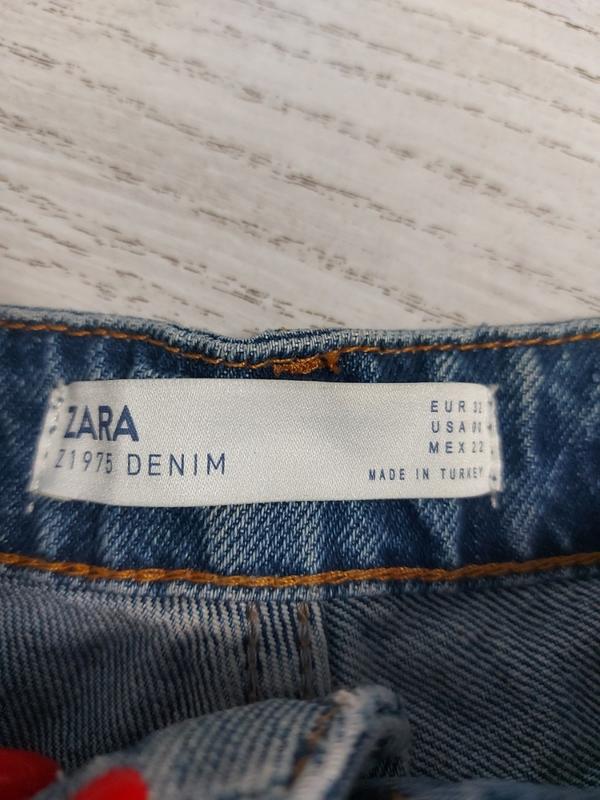 ZARA
Z1975 DENIM
EUR 32
USA 00
MEX 22
MADE IN TURKEY